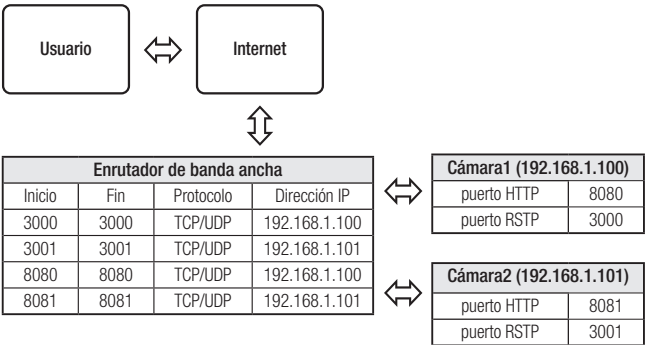 Usuario
Internet
Enrutador de banda ancha
Inicio Fin Protocolo Dirección IP
3000 3000 TCP/UDP 192.168.1.100
3001 3001 TCP/UDP 192.168.1.101
8080 8080 TCP/UDP 192.168.1.100
8081 8081 TCP/UDP 192.168.1.101
Cámara1 (192.168.1.100)
puerto HTTP 8080
puerto RSTP 3000
Cámara2 (192.168.1.101)
puerto HTTP 8081
puerto RSTP 3001